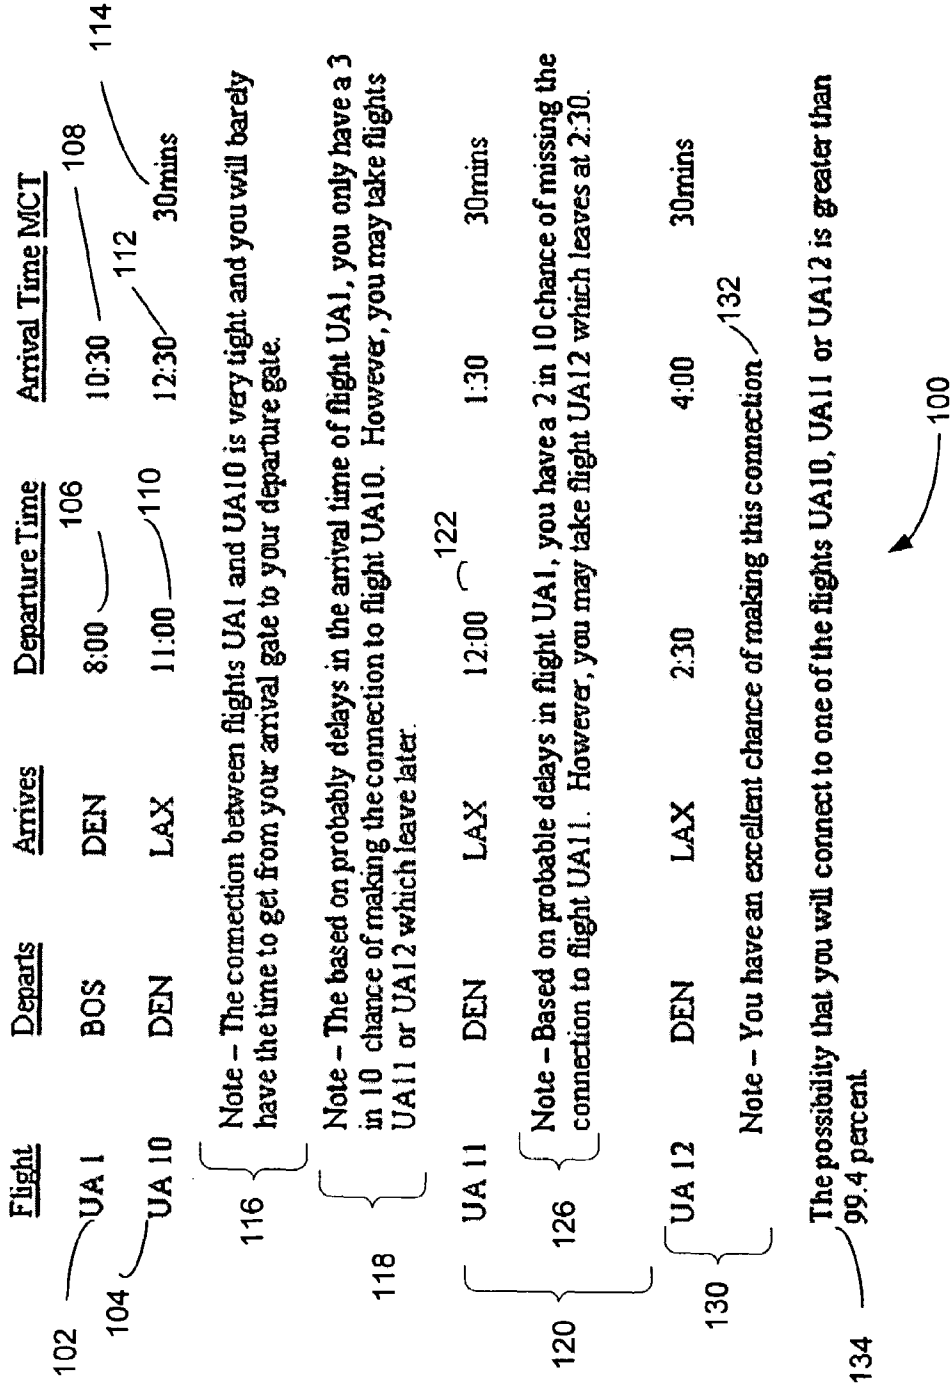 Flight Departs Arrives Departure Time Arrival Time MCT
102 UA 1 BOS DEN 8:00 106 10:30 108
104 UA 10 DEN LAX 11:00 110 12:30 112 30mins 114
116 Note – The connection between flights UA1 and UA10 is very tight and you will barely
have the time to get from your arrival gate to your departure gate.
118 Note – The based on probably delays in the arrival time of flight UA1, you only have a 3
in 10 chance of making the connection to flight UA10. However, you may take flights
UA11 or UA12 which leave later.
120 UA 11 DEN LAX 12:00 122 1:30 30mins
126 Note – Based on probable delays in flight UA1, you have a 2 in 10 chance of missing the
connection to flight UA11. However, you may take flight UA12 which leaves at 2:30.
130 UA 12 DEN LAX 2:30 4:00 30mins
Note – You have an excellent chance of making this connection 132
134 The possibility that you will connect to one of the flights UA10, UA11 or UA12 is greater than
99.4 percent.
100